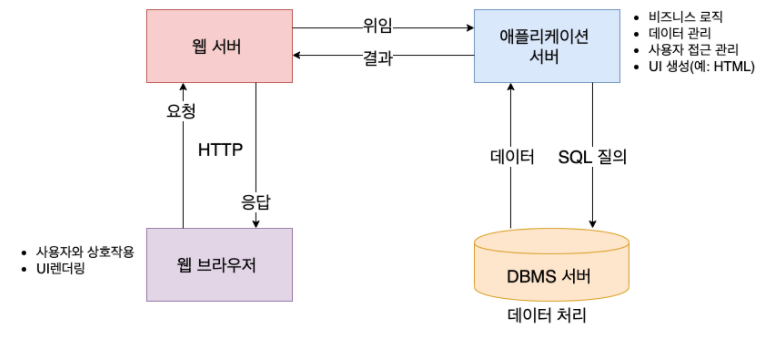 웹 서버
위임
결과
애플리케이션
서버
• 비즈니스 로직
• 데이터 관리
• 사용자 접근 관리
• UI 생성(예: HTML)
요청
HTTP
응답
데이터
SQL 질의
• 사용자와 상호작용
• UI렌더링
웹 브라우저
DBMS 서버
데이터 처리